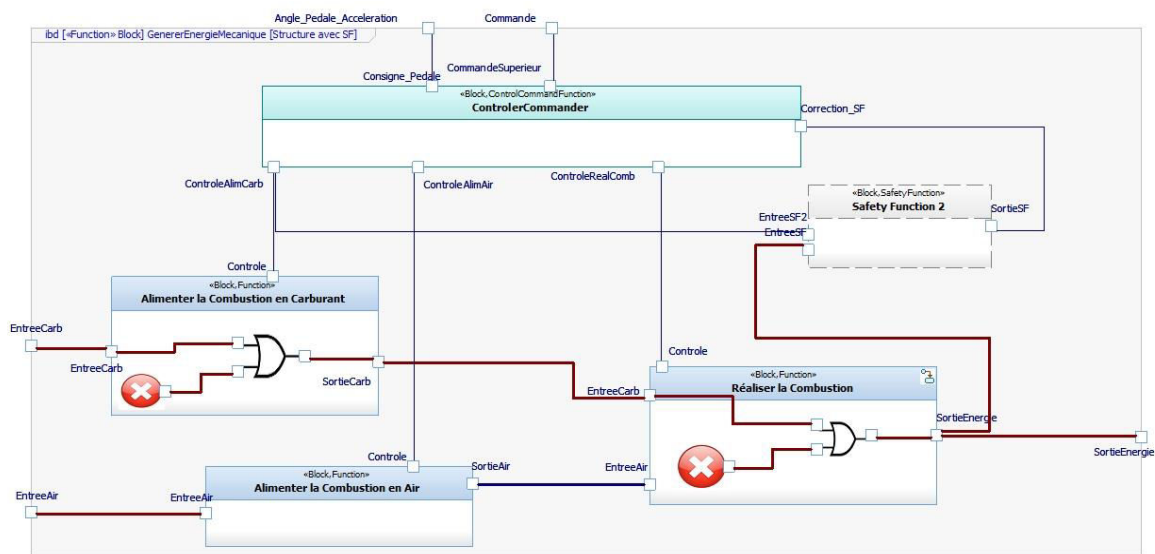 Angle_Pedale_Acceleration
Commande
ibd [«Function» Block] GenererEnergieMecanique [Structure avec SF]
CommandeSuperieur
Consigne_Pedale
«Block,ControlCommandFunction»
ControlerCommander
Correction_SF
ControleAlimCarb
ControleAlimAir
ControleRealComb
«Block,SafetyFunction»
Safety Function 2
EntreeSF2
SortieSF
EntreeSF
Controle
«Block,Function»
Alimenter la Combustion en Carburant
EntreeCarb
EntreeCarb
SortieCarb
Controle
«Block,Function»
Réaliser la Combustion
EntreeCarb
SortieEnergie
SortieEnergie
Controle
SortieAir
EntreeAir
«Block,Function»
Alimenter la Combustion en Air
EntreeAir
EntreeAir